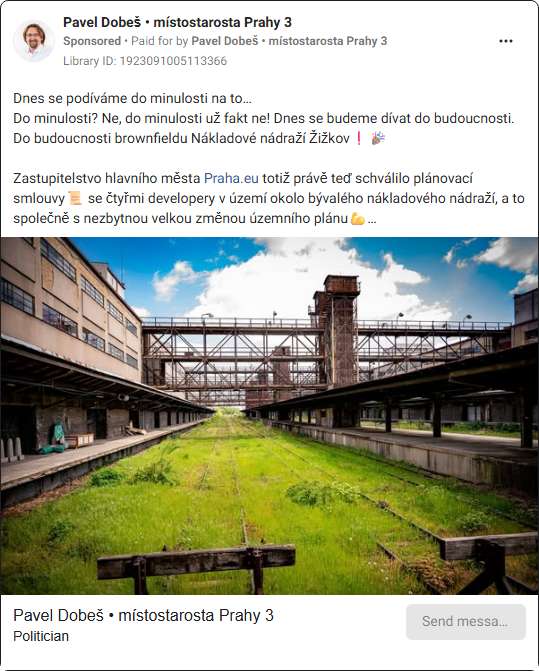 Pavel Dobeš • místostarosta Prahy 3
Sponsored • Paid for by Pavel Dobeš • místostarosta Prahy 3
Library ID: 1923091005113366
Dnes se podíváme do minulosti na to…
Do minulosti? Ne, do minulosti už fakt ne! Dnes se budeme dívat do budoucnosti.
Do budoucnosti brownfieldu Nákladové nádraží Žižkov❗ 🎉
Zastupitelstvo hlavního města Praha.eu totiž právě teď schválilo plánovací
smlouvy📜 se čtyřmi developery v území okolo bývalého nákladového nádraží, a to
společně s nezbytnou velkou změnou územního plánu💪…
Pavel Dobeš • místostarosta Prahy 3
Politician
Send messa…